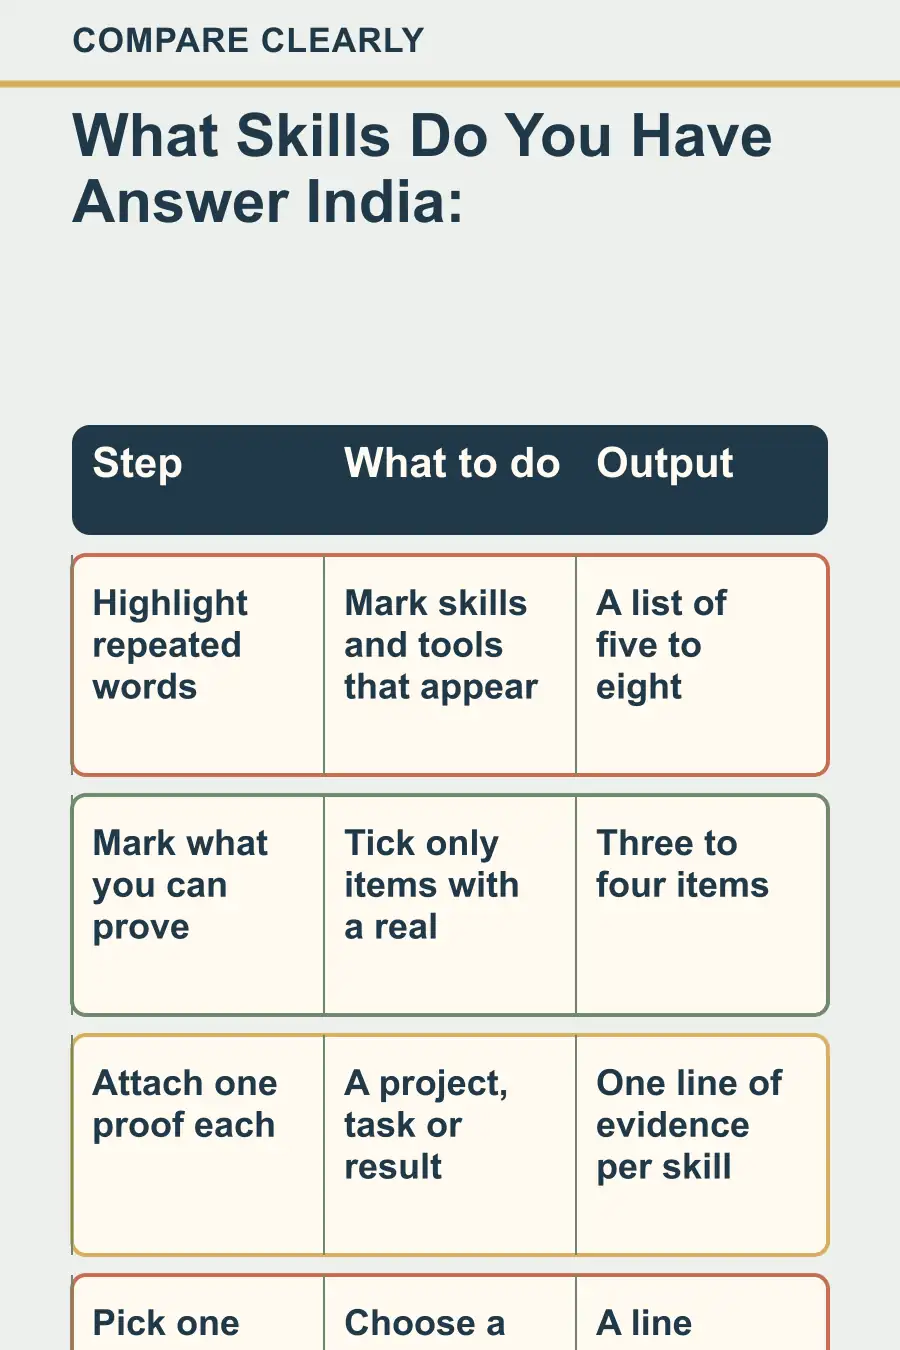 COMPARE CLEARLY
What Skills Do You Have
Answer India:
Step What to do Output
Highlight
repeated
words
Mark skills
and tools
that appear
A list of
five to
eight
Mark what
you can
prove
Tick only
items with
a real
Three to
four items
Attach one
proof each
A project,
task or
result
One line of
evidence
per skill
Pick one
Choose a
A line